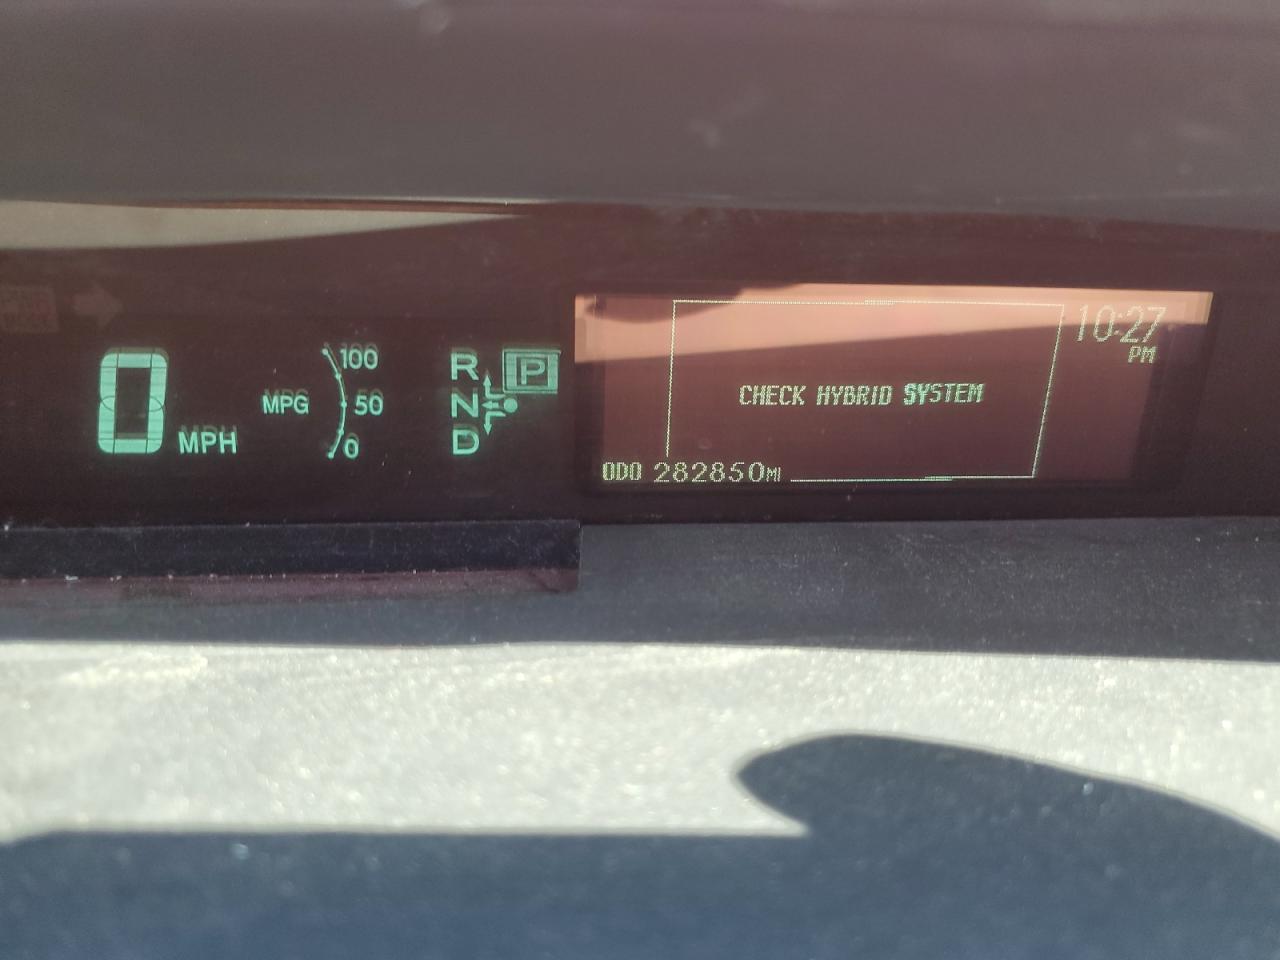 0 MPH
MPG
100
50
0
R
N
D
P
10:27
PM
CHECK HYBRID SYSTEM
ODO 282850MI